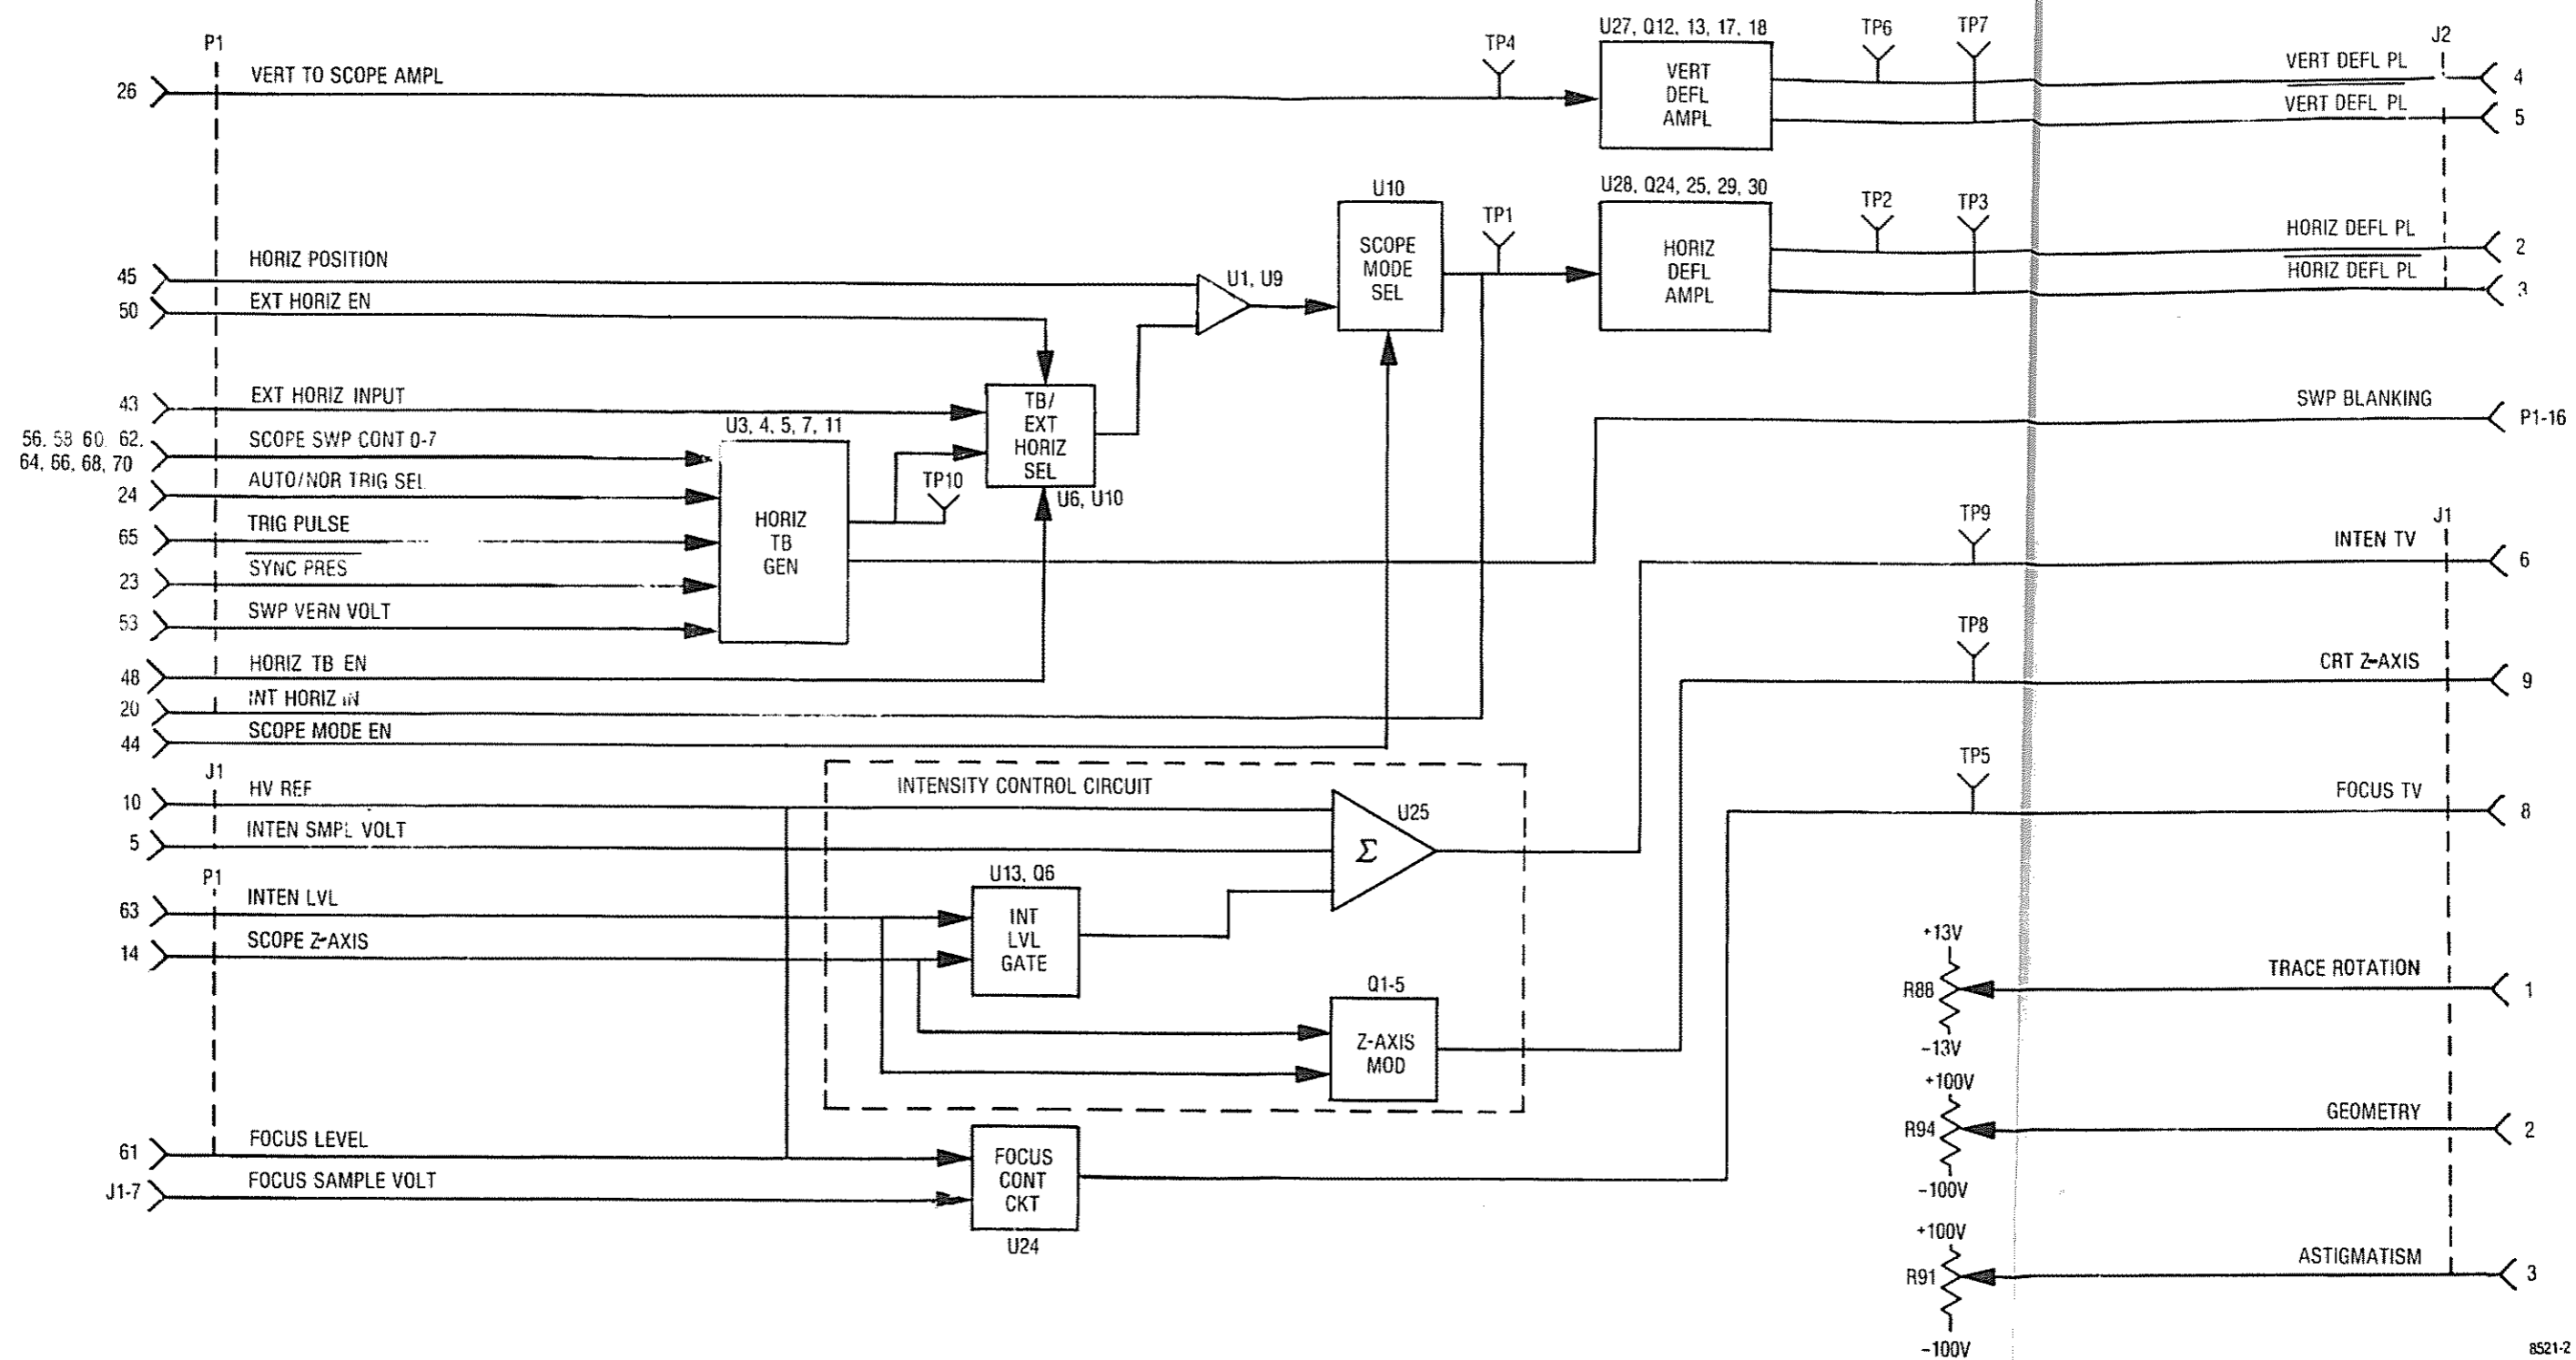 P1
26 VERT TO SCOPE AMPL
TP4
U27, Q12, 13, 17, 18
VERT
DEFL
AMPL
TP6
TP7
J2
VERT DEFL PL 4
VERT DEFL PL 5
45 HORIZ POSITION
50 EXT HORIZ EN
U1, U9
U10
SCOPE
MODE
SEL
TP1
U28, Q24, 25, 29, 30
HORIZ
DEFL
AMPL
TP2
TP3
HORIZ DEFL PL 2
HORIZ DEFL PL 3
43 EXT HORIZ INPUT
56, 58 60, 62,
64, 66, 68, 70
SCOPE SWP CONT 0-7
24 AUTO/NOR TRIG SEL
65 TRIG PULSE
23 SYNC PRES
53 SWP VERN VOLT
U3, 4, 5, 7, 11
HORIZ
TB
GEN
TP10
TB/
EXT
HORIZ
SEL
U6, U10
SWP BLANKING P1-16
48 HORIZ TB EN
20 INT HORIZ IN
44 SCOPE MODE EN
TP9
J1
INTEN TV 6
TP8
CRT Z-AXIS 9
TP5
FOCUS TV 8
J1
10 HV REF
5 INTEN SMPL VOLT
INTENSITY CONTROL CIRCUIT
U25
Σ
P1
63 INTEN LVL
14 SCOPE Z-AXIS
U13, Q6
INT
LVL
GATE
Q1-5
Z-AXIS
MOD
61 FOCUS LEVEL
J1-7 FOCUS SAMPLE VOLT
FOCUS
CONT
CKT
U24
+13V
R88
-13V
TRACE ROTATION 1
+100V
R94
-100V
GEOMETRY 2
+100V
R91
-100V
ASTIGMATISM 3
8521-2